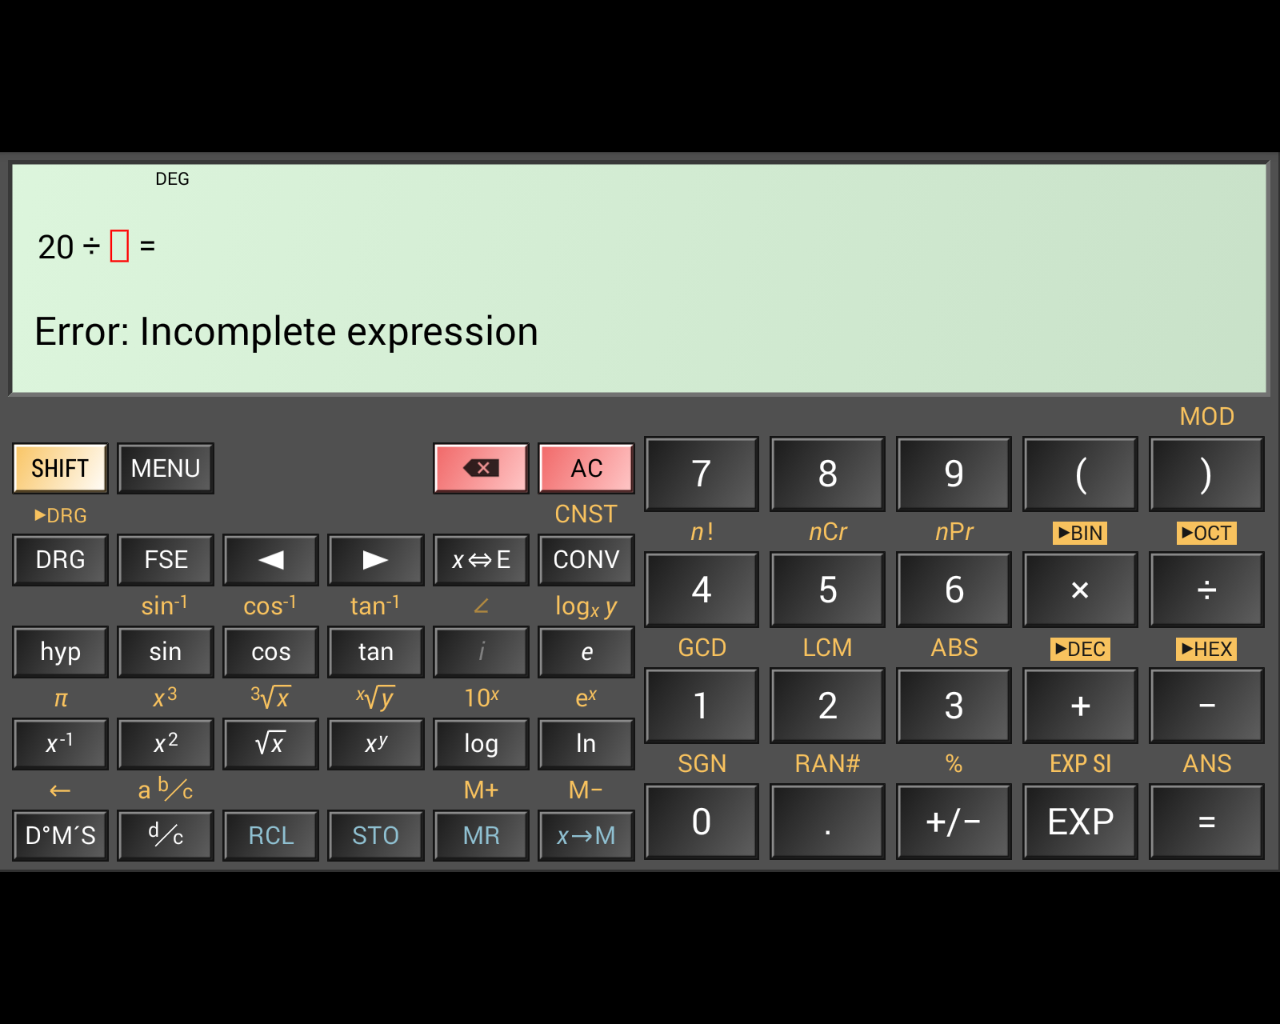 DEG
20 ÷ =
Error: Incomplete expression
MOD
SHIFT MENU AC 7 8 9 ( )
▶DRG CNST n! nCr nPr ▶BIN ▶OCT
DRG FSE ◀ ▶ x⇔E CONV 4 5 6 × ÷
sin⁻¹ cos⁻¹ tan⁻¹ ∠ logₓ y GCD LCM ABS ▶DEC ▶HEX
hyp sin cos tan i e 1 2 3 + −
π x³ ³√x ˣ√y 10ˣ eˣ
x⁻¹ x² √x xʸ log ln
SGN RAN# % EXP SI ANS
← a b/c M+ M−
D°M´S d/c RCL STO MR x→M 0 . +/− EXP =